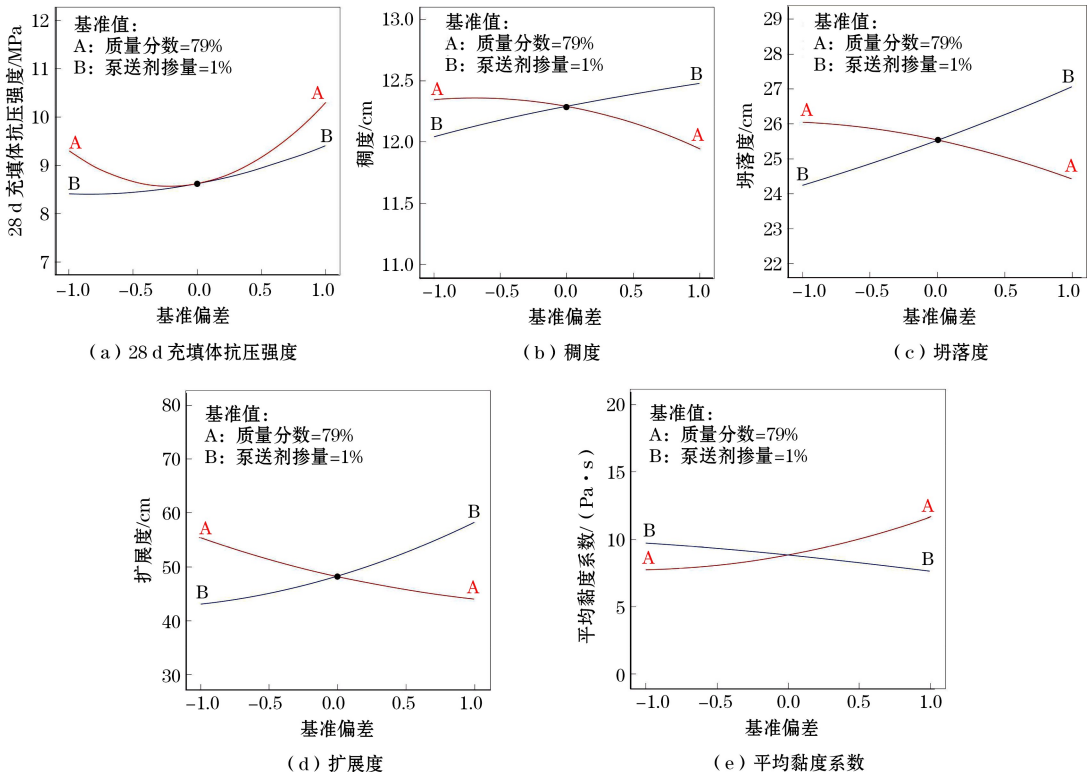 基准值:
A: 质量分数=79%
B: 泵送剂掺量=1%
28 d 充填体抗压强度/MPa
12
11
10
9
8
7
A
A
B
B
-1.0
-0.5
0.0
0.5
1.0
基准偏差
(a) 28 d 充填体抗压强度
基准值:
A: 质量分数=79%
B: 泵送剂掺量=1%
稠度/cm
13.0
12.5
12.0
11.5
11.0
A
B
B
A
-1.0
-0.5
0.0
0.5
1.0
基准偏差
(b) 稠度
基准值:
A: 质量分数=79%
B: 泵送剂掺量=1%
坍落度/cm
29
28
27
26
25
24
23
22
A
B
B
A
-1.0
-0.5
0.0
0.5
1.0
基准偏差
(c) 坍落度
基准值:
A: 质量分数=79%
B: 泵送剂掺量=1%
扩展度/cm
80
70
60
50
40
30
A
B
B
A
-1.0
-0.5
0.0
0.5
1.0
基准偏差
(d) 扩展度
基准值:
A: 质量分数=79%
B: 泵送剂掺量=1%
平均黏度系数/(Pa·s)
20
15
10
5
0
B
A
A
B
-1.0
-0.5
0.0
0.5
1.0
基准偏差
(e) 平均黏度系数